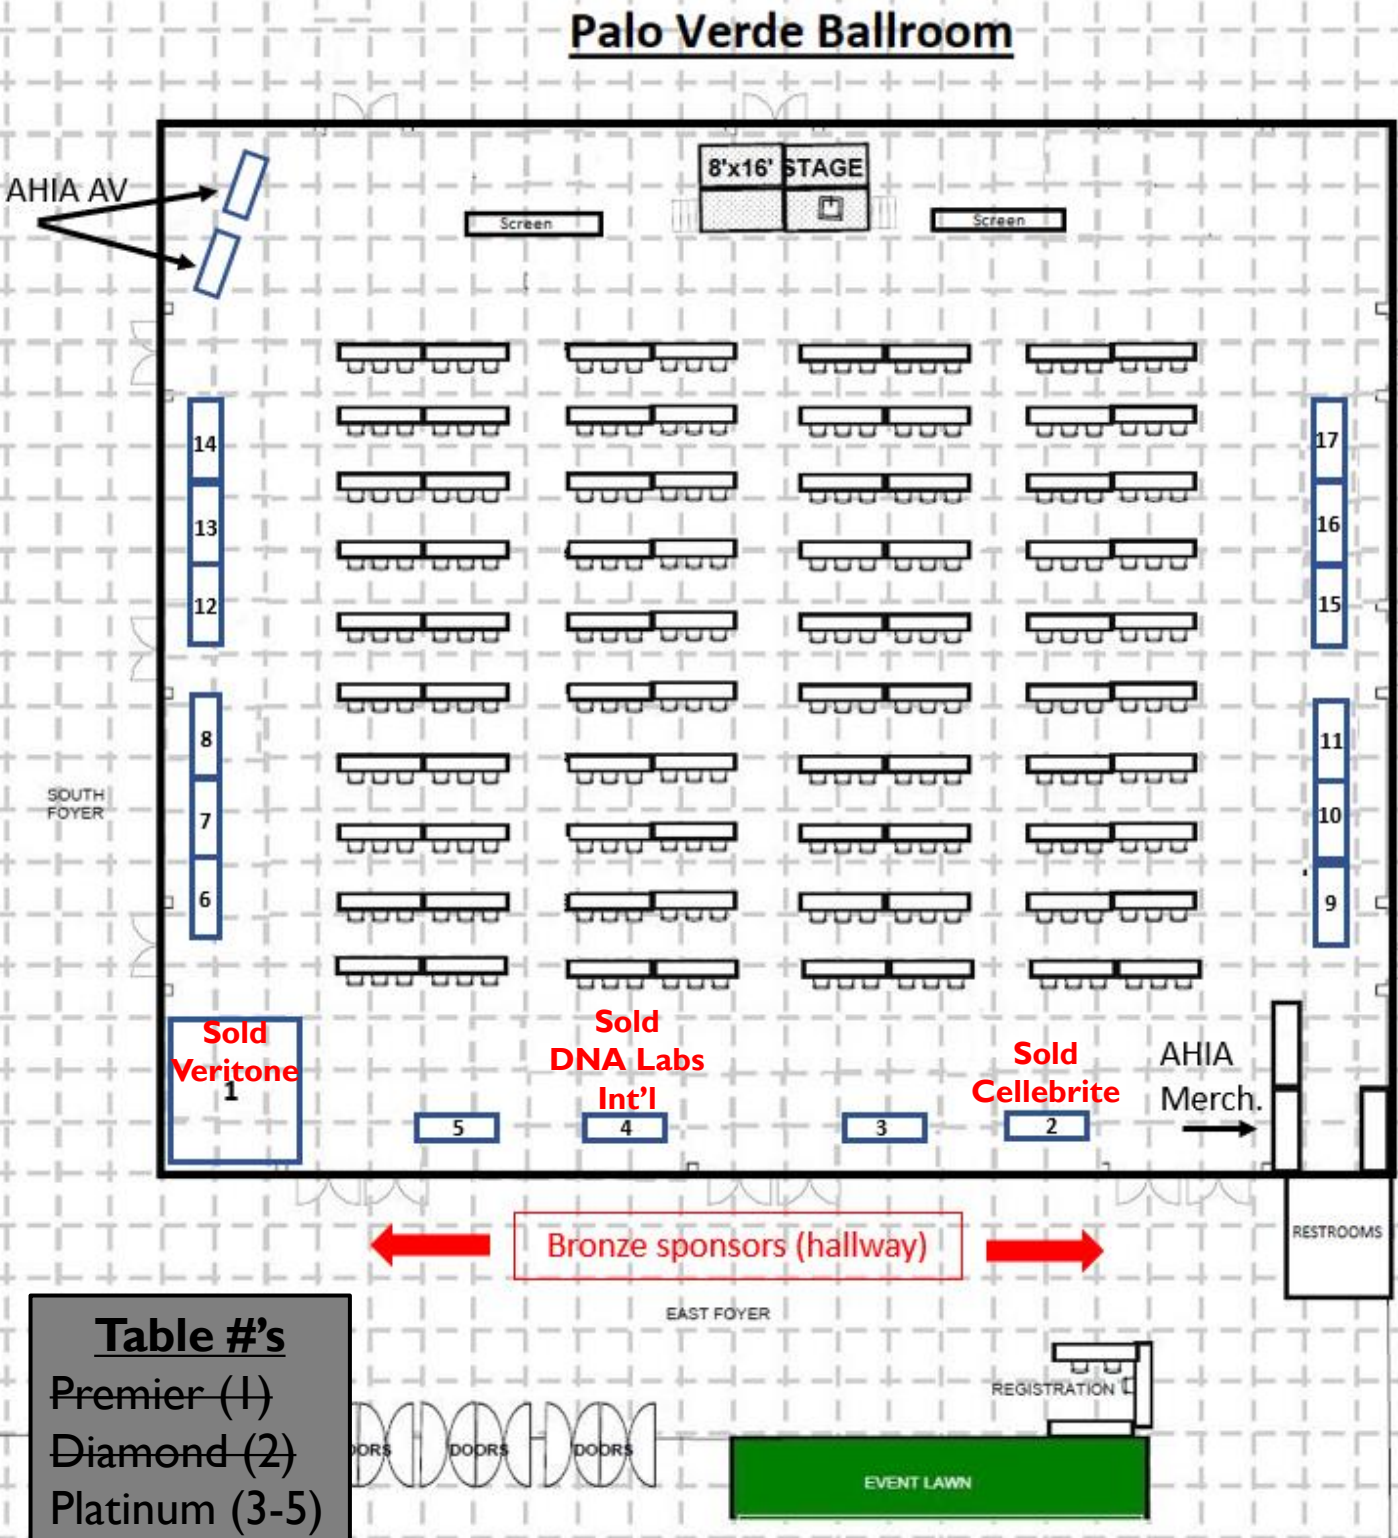 Palo Verde Ballroom
8'x16' STAGE
AHIA AV
Screen
Screen
14
17
13
16
12
15
8
11
SOUTH
FOYER
7
10
6
9
Sold
Veritone
1
Sold
DNA Labs
Int'l
Sold
Cellebrite
AHIA
Merch.
5
4
3
2
Bronze sponsors (hallway)
RESTROOMS
EAST FOYER
Table #'s
Premier (1)
Diamond (2)
Platinum (3-5)
REGISTRATION
OORS
DOORS
DOORS
EVENT LAWN